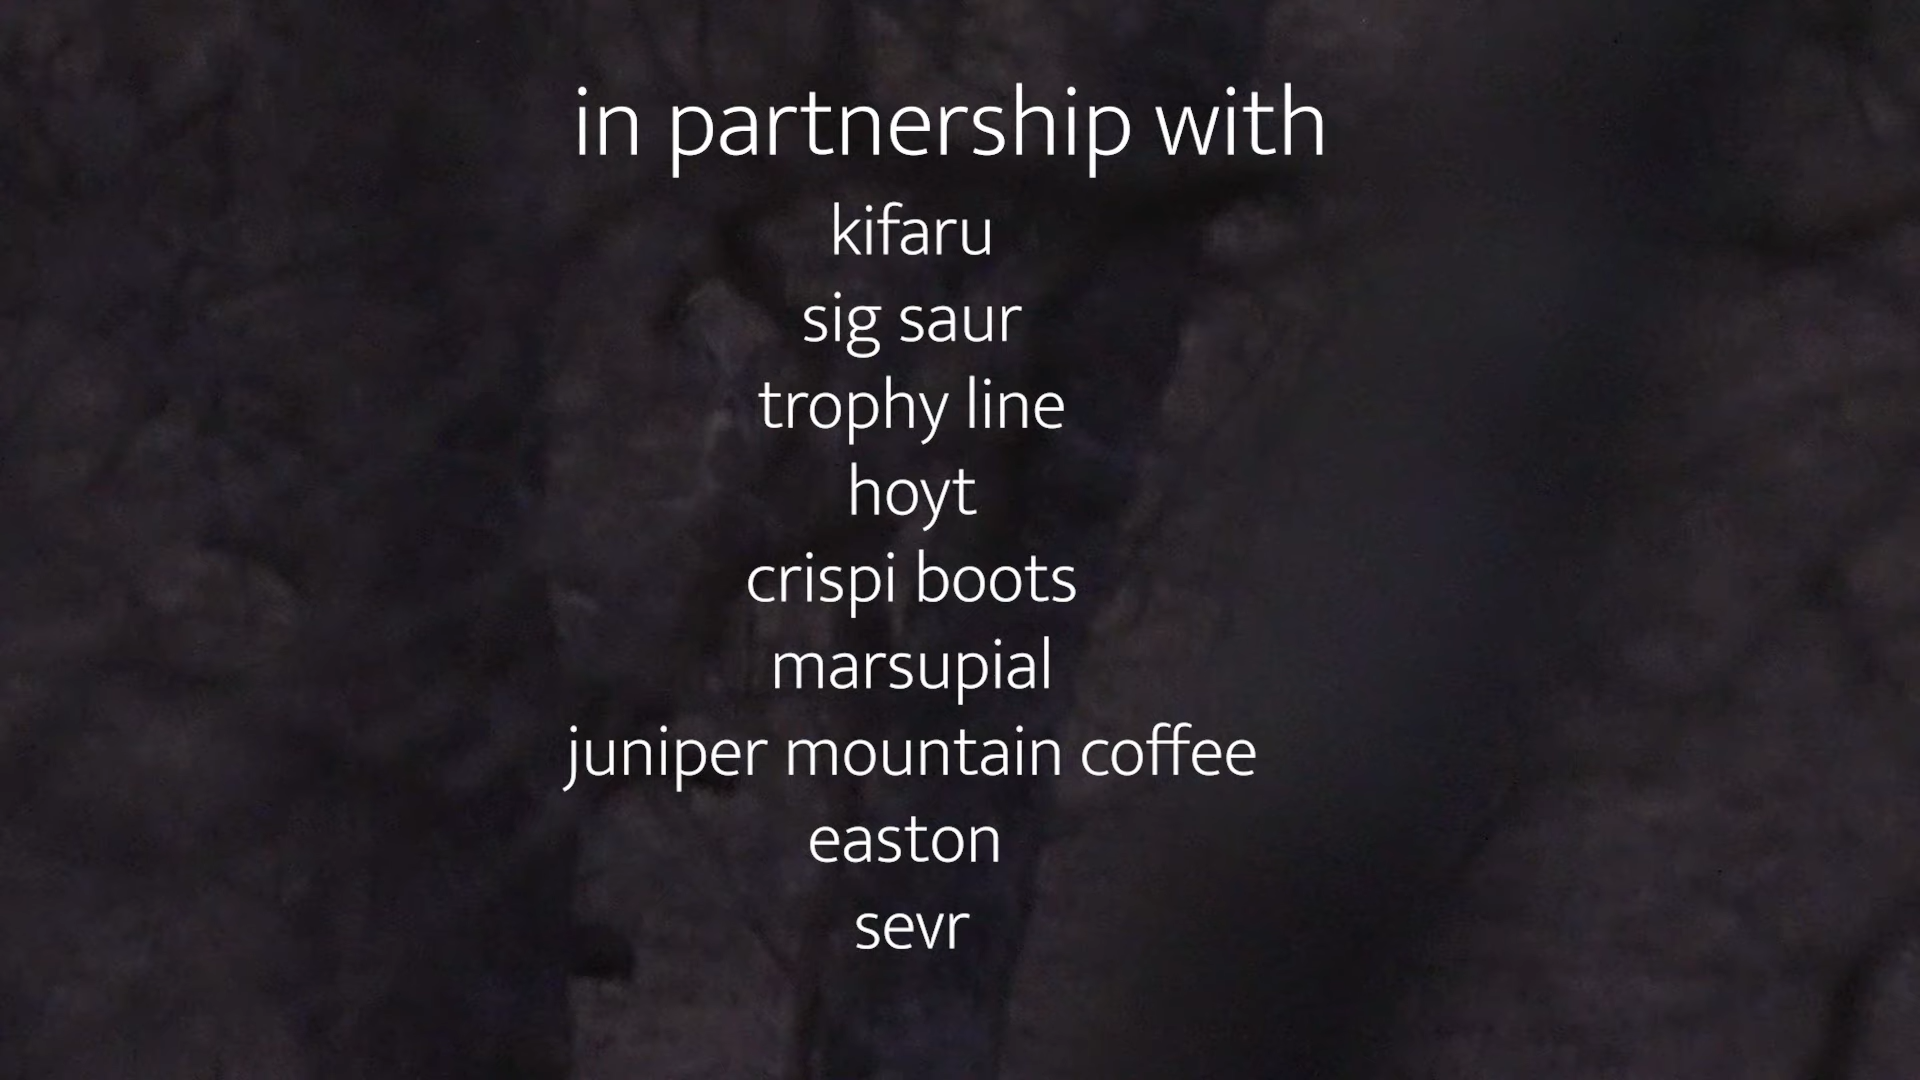 in partnership with
kifaru
sig saur
trophy line
hoyt
crispi boots
marsupial
juniper mountain coffee
easton
sevr